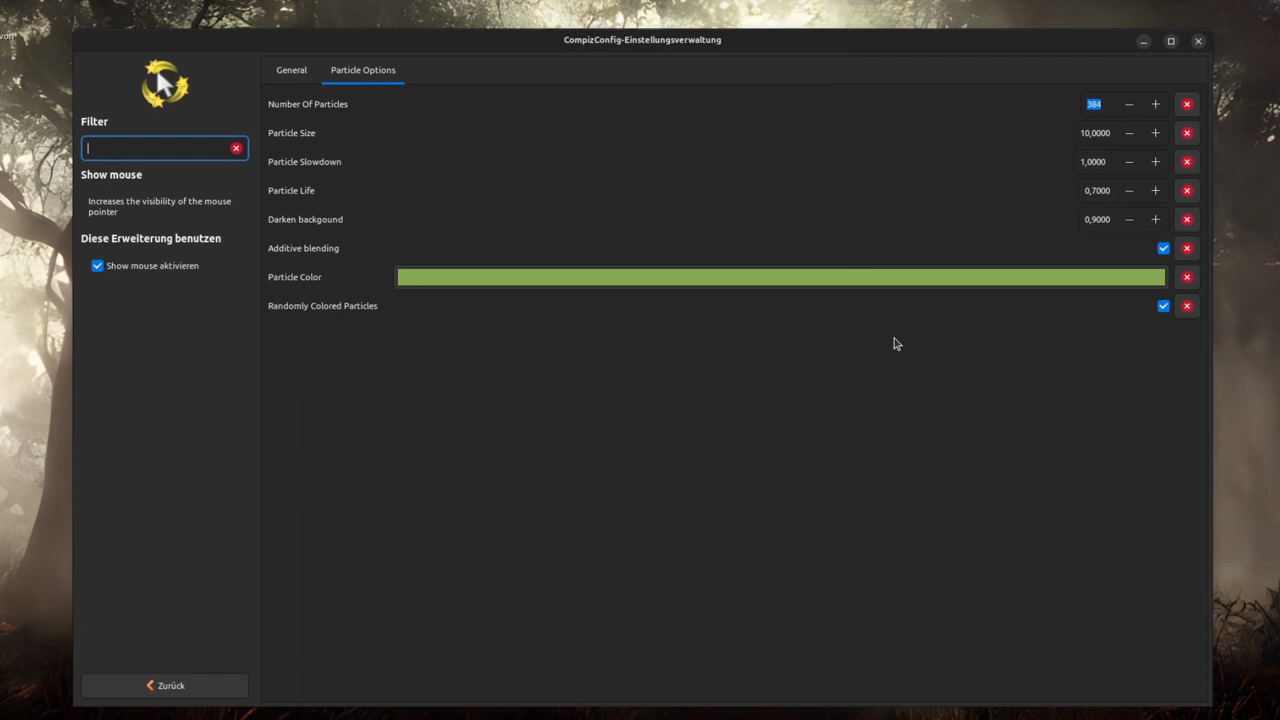 von
CompizConfig-Einstellungsverwaltung
Filter
Show mouse
Increases the visibility of the mouse
pointer
Diese Erweiterung benutzen
Show mouse aktivieren
Zurück
General
Particle Options
Number Of Particles
384
Particle Size
10,0000
Particle Slowdown
1,0000
Particle Life
0,7000
Darken backgound
0,9000
Additive blending
Particle Color
Randomly Colored Particles